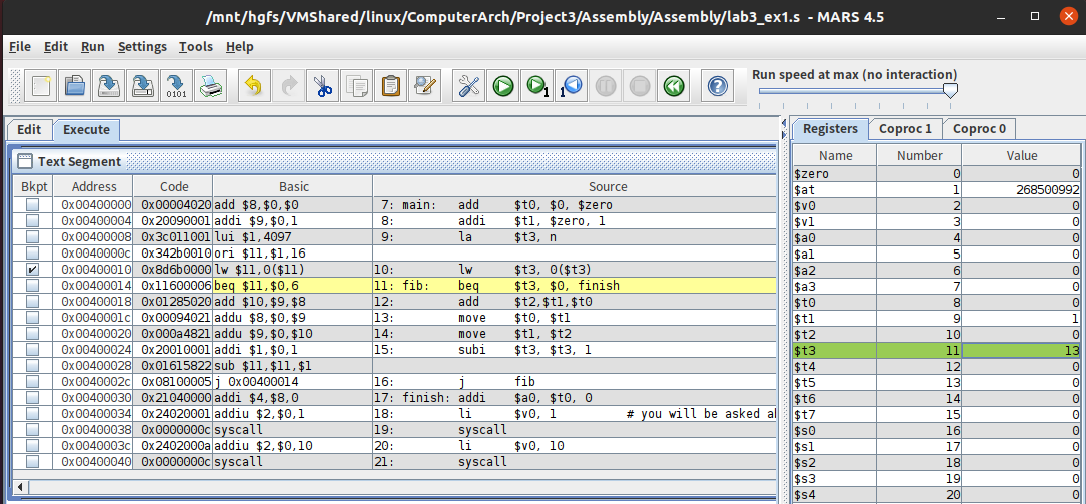 /mnt/hgfs/VMShared/linux/ComputerArch/Project3/Assembly/Assembly/lab3_ex1.s - MARS 4.5
File Edit Run Settings Tools Help
Run speed at max (no interaction)
Edit Execute
Text Segment
Bkpt Address Code Basic Source
0x00400000 0x00004020 add $8,$0,$0 7: main: add $t0, $0, $zero
0x00400004 0x20090001 addi $9,$0,1 8: addi $t1, $zero, 1
0x00400008 0x3c011001 lui $1,4097 9: la $t3, n
0x0040000c 0x342b0010 ori $11,$1,16
0x00400010 0x8d6b0000 lw $11,0($11) 10: lw $t3, 0($t3)
0x00400014 0x11600006 beq $11,$0,6 11: fib: beq $t3, $0, finish
0x00400018 0x01285020 add $10,$9,$8 12: add $t2,$t1,$t0
0x0040001c 0x00094021 addu $8,$0,$9 13: move $t0, $t1
0x00400020 0x000a4821 addu $9,$0,$10 14: move $t1, $t2
0x00400024 0x20010001 addi $1,$0,1 15: subi $t3, $t3, 1
0x00400028 0x01615822 sub $11,$11,$1
0x0040002c 0x08100005 j 0x00400014 16: j fib
0x00400030 0x21040000 addi $4,$8,0 17: finish: addi $a0, $t0, 0
0x00400034 0x24020001 addiu $2,$0,1 18: li $v0, 1 # you will be asked a
0x00400038 0x0000000c syscall 19: syscall
0x0040003c 0x2402000a addiu $2,$0,10 20: li $v0, 10
0x00400040 0x0000000c syscall 21: syscall
Registers Coproc 1 Coproc 0
Name Number Value
$zero 0 0
$at 1 268500992
$v0 2 0
$v1 3 0
$a0 4 0
$a1 5 0
$a2 6 0
$a3 7 0
$t0 8 0
$t1 9 1
$t2 10 0
$t3 11 13
$t4 12 0
$t5 13 0
$t6 14 0
$t7 15 0
$s0 16 0
$s1 17 0
$s2 18 0
$s3 19 0
$s4 20 0